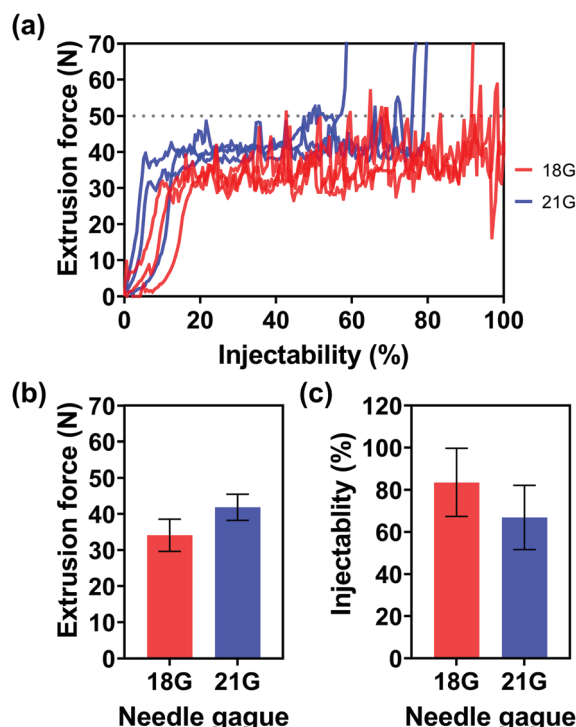 (a)
Extrusion force (N)
70
60
50
40
30
20
10
0
0 20 40 60 80 100
Injectability (%)
18G
21G
(b)
Extrusion force (N)
70
60
50
40
30
20
10
0
18G 21G
Needle gague
(c)
Injectablity (%)
120
100
80
60
40
20
0
18G 21G
Needle gague